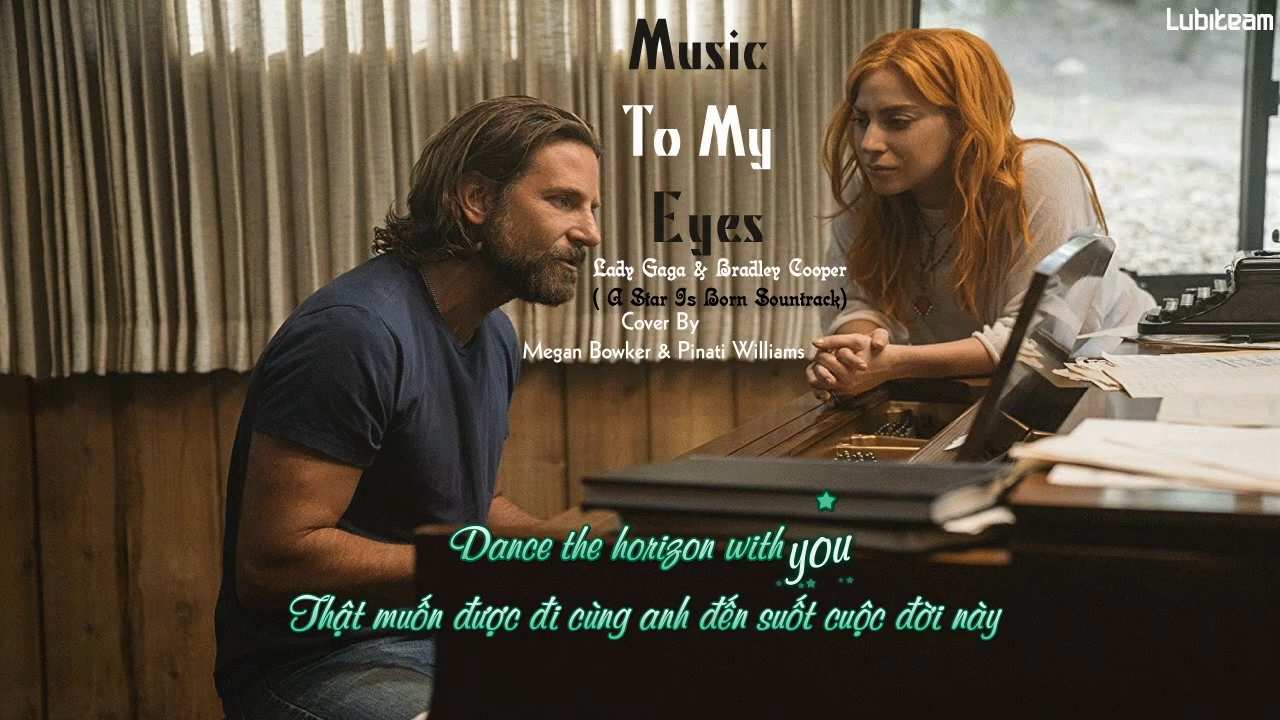 Lubiteam
Music
To My
Eyes
Lady Gaga & Bradley Cooper
( A Star Is Born Sountrack)
Cover By
Megan Bowker & Pinati Williams
Dance the horizon with you
Thật muốn được đi cùng anh đến suốt cuộc đời này